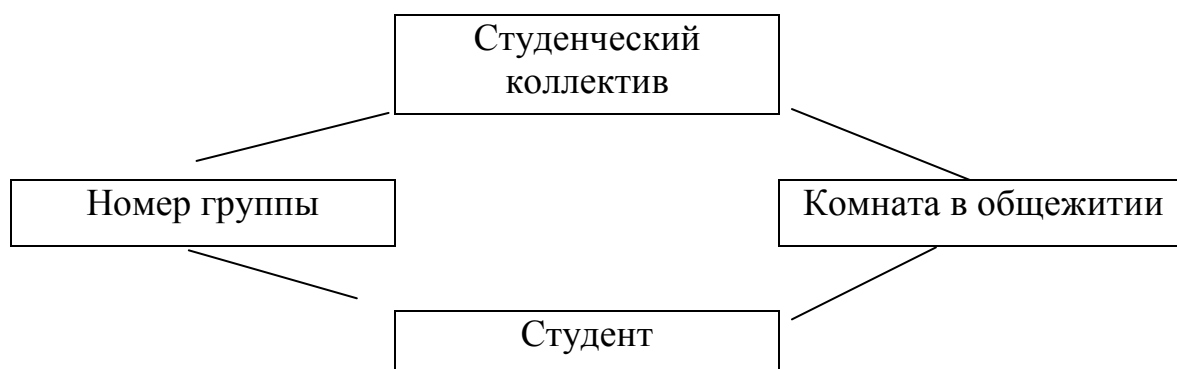 Студенческий
коллектив
Номер группы
Комната в общежитии
Студент